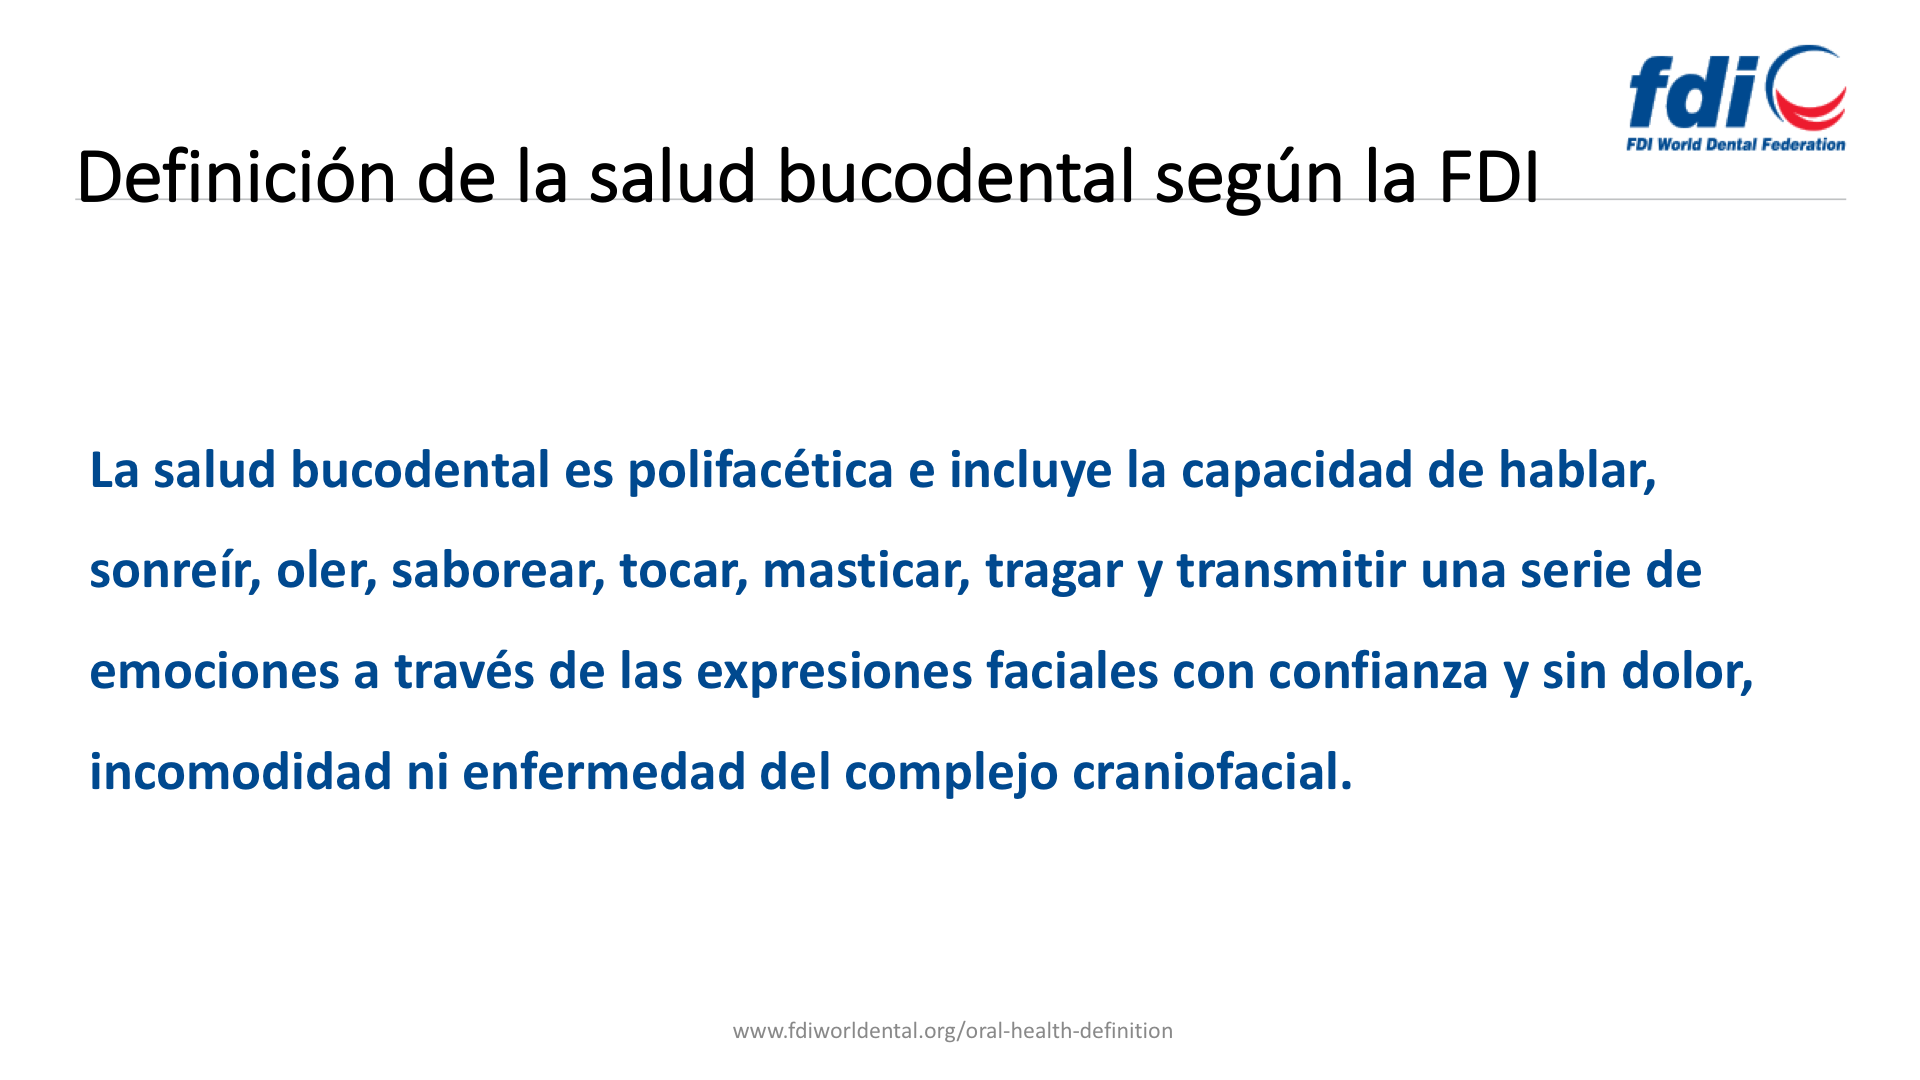 fdi
FDI World Dental Federation
Definición de la salud bucodental según la FDI
La salud bucodental es polifacética e incluye la capacidad de hablar,
sonreír, oler, saborear, tocar, masticar, tragar y transmitir una serie de
emociones a través de las expresiones faciales con confianza y sin dolor,
incomodidad ni enfermedad del complejo craniofacial.
www.fdiworldental.org/oral-health-definition